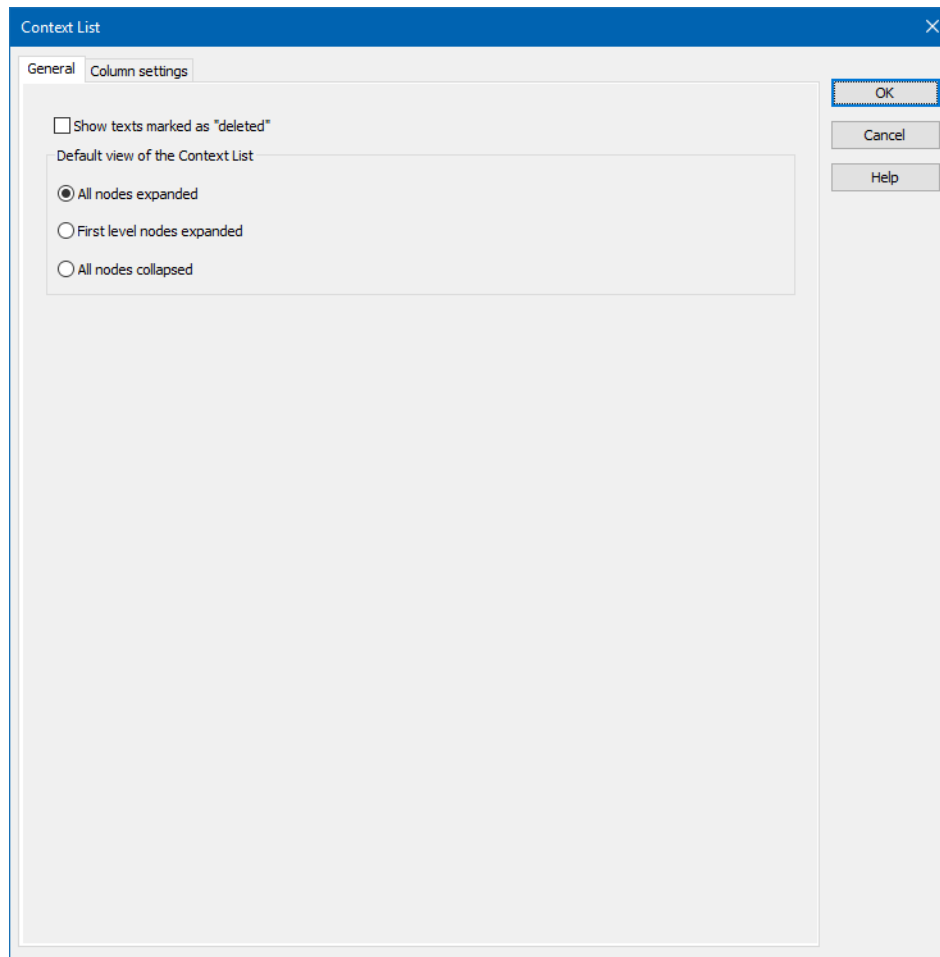 Context List
General
Column settings
OK
Show texts marked as "deleted"
Cancel
Default view of the Context List
Help
All nodes expanded
First level nodes expanded
All nodes collapsed